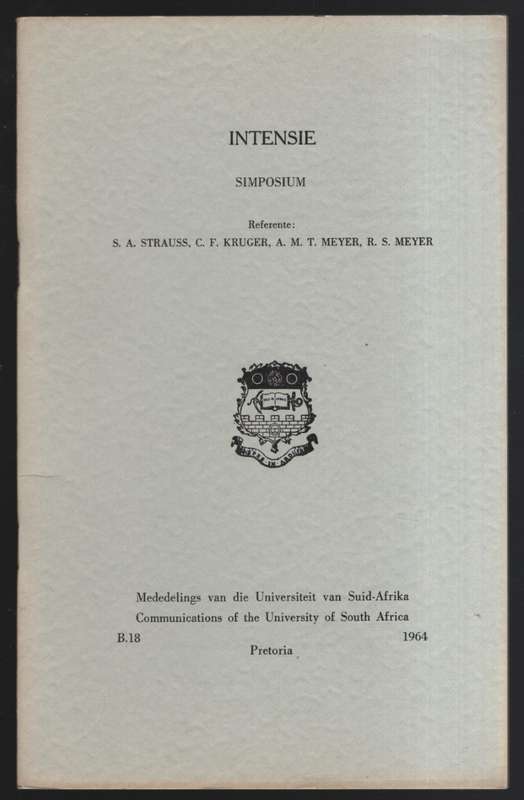 INTENSIE
SIMPOSIUM
Referente:
S. A. STRAUSS, C. F. KRUGER, A. M. T. MEYER, R. S. MEYER
Mededelings van die Universiteit van Suid-Afrika
Communications of the University of South Africa
B.18 1964
Pretoria